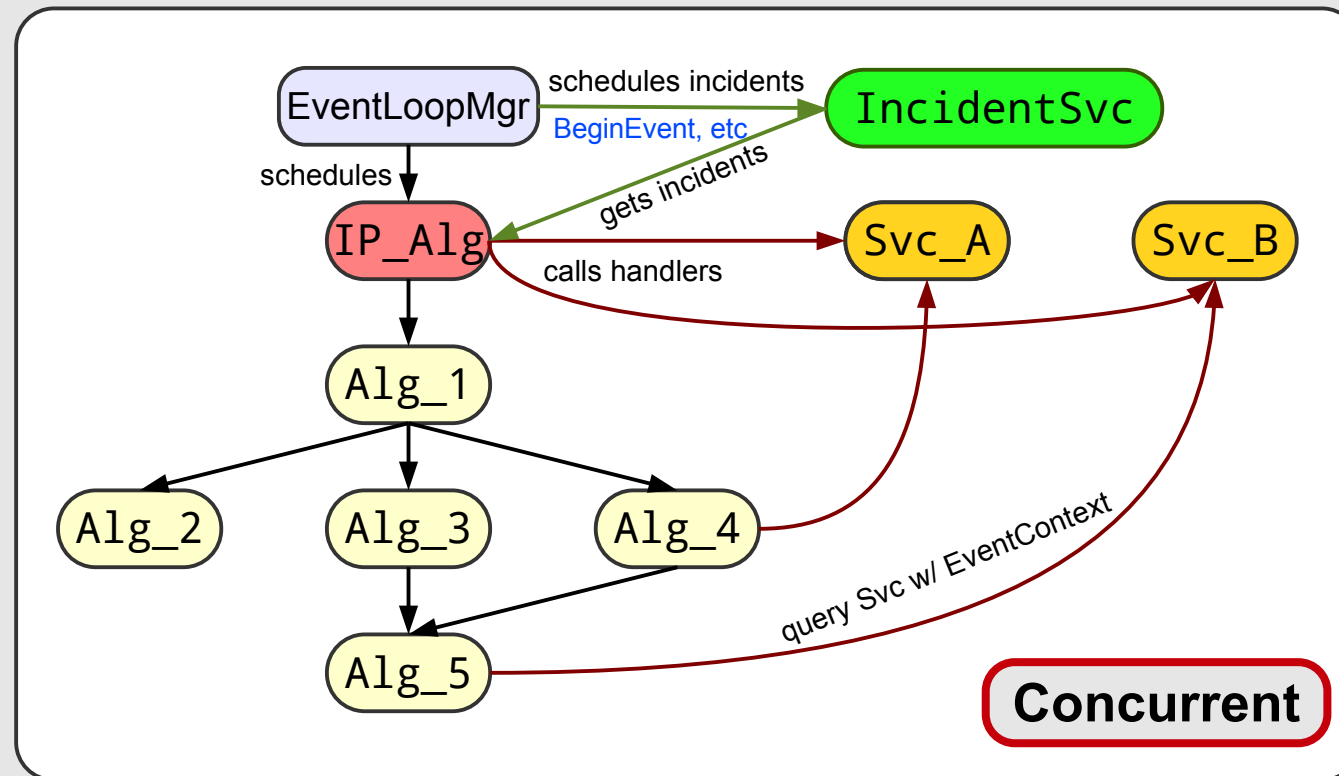 schedules incidents
EventLoopMgr
IncidentSvc
BeginEvent, etc
schedules
gets incidents
IP_Alg
Svc_A
Svc_B
calls handlers
Alg_1
Alg_2
Alg_3
Alg_4
query Svc w/ EventContext
Alg_5
Concurrent